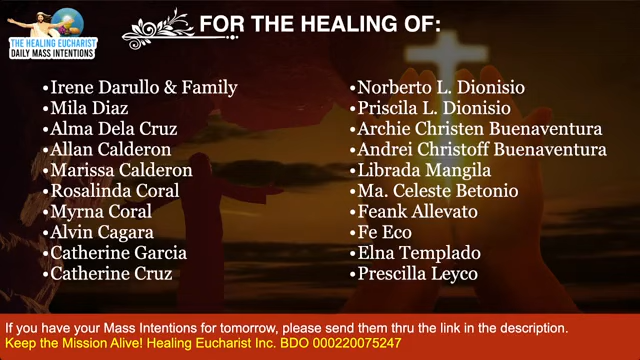 THE HEALING EUCHARIST
DAILY MASS INTENTIONS
FOR THE HEALING OF:
•Irene Darullo & Family
•Mila Diaz
•Alma Dela Cruz
•Allan Calderon
•Marissa Calderon
•Rosalinda Coral
•Myrna Coral
•Alvin Cagara
•Catherine Garcia
•Catherine Cruz
•Norberto L. Dionisio
•Priscila L. Dionisio
•Archie Christen Buenaventura
•Andrei Christoff Buenaventura
•Librada Mangila
•Ma. Celeste Betonio
•Feank Allevato
•Fe Eco
•Elna Templado
•Prescilla Leyco
If you have your Mass Intentions for tomorrow, please send them thru the link in the description.
Keep the Mission Alive! Healing Eucharist Inc. BDO 000220075247